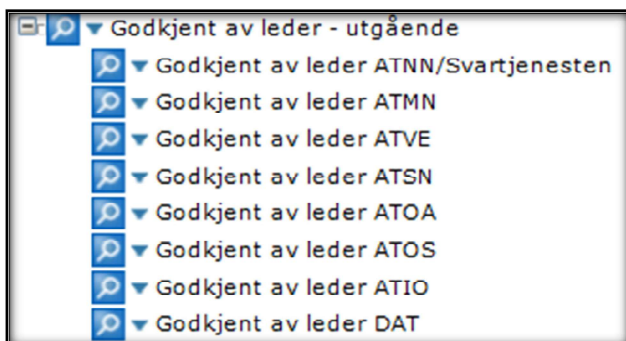 Godkjent av leder - utgående
Godkjent av leder ATNN/Svartjenesten
Godkjent av leder ATMN
Godkjent av leder ATVE
Godkjent av leder ATSN
Godkjent av leder ATOA
Godkjent av leder ATOS
Godkjent av leder ATIO
Godkjent av leder DAT